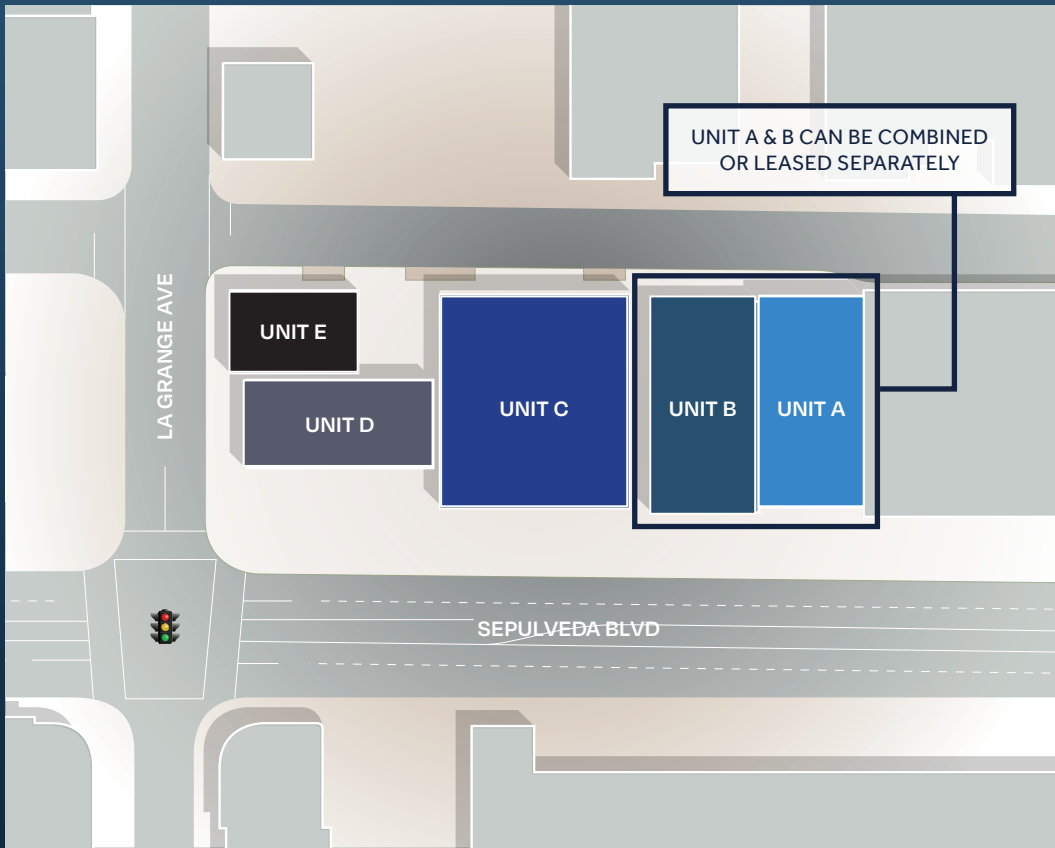 UNIT A & B CAN BE COMBINED
OR LEASED SEPARATELY
LA GRANGE AVE
UNIT E
UNIT D
UNIT C
UNIT B
UNIT A
SEPULVEDA BLVD